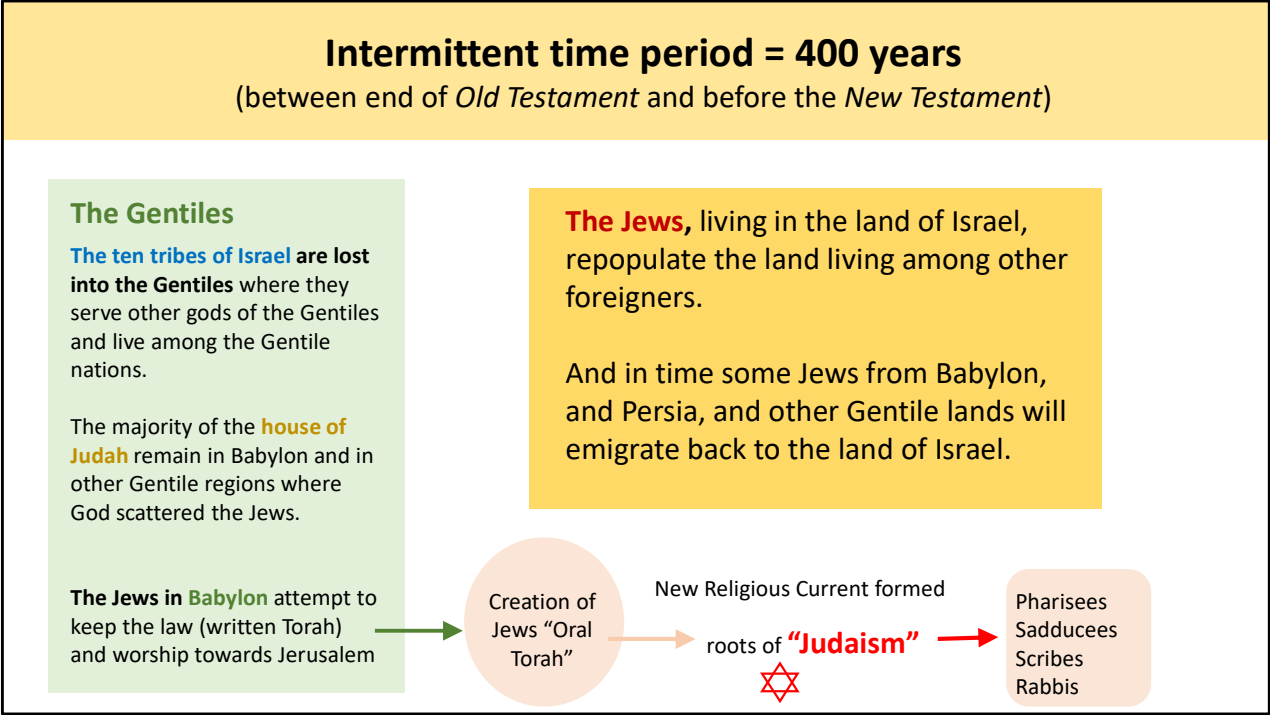 Intermittent time period = 400 years
(between end of Old Testament and before the New Testament)
The Gentiles
The ten tribes of Israel are lost
into the Gentiles where they
serve other gods of the Gentiles
and live among the Gentile
nations.
The majority of the house of
Judah remain in Babylon and in
other Gentile regions where
God scattered the Jews.
The Jews in Babylon attempt to
keep the law (written Torah)
and worship towards Jerusalem
The Jews, living in the land of Israel,
repopulate the land living among other
foreigners.
And in time some Jews from Babylon,
and Persia, and other Gentile lands will
emigrate back to the land of Israel.
Creation of
Jews “Oral
Torah”
New Religious Current formed
roots of “Judaism”
Pharisees
Sadducees
Scribes
Rabbis